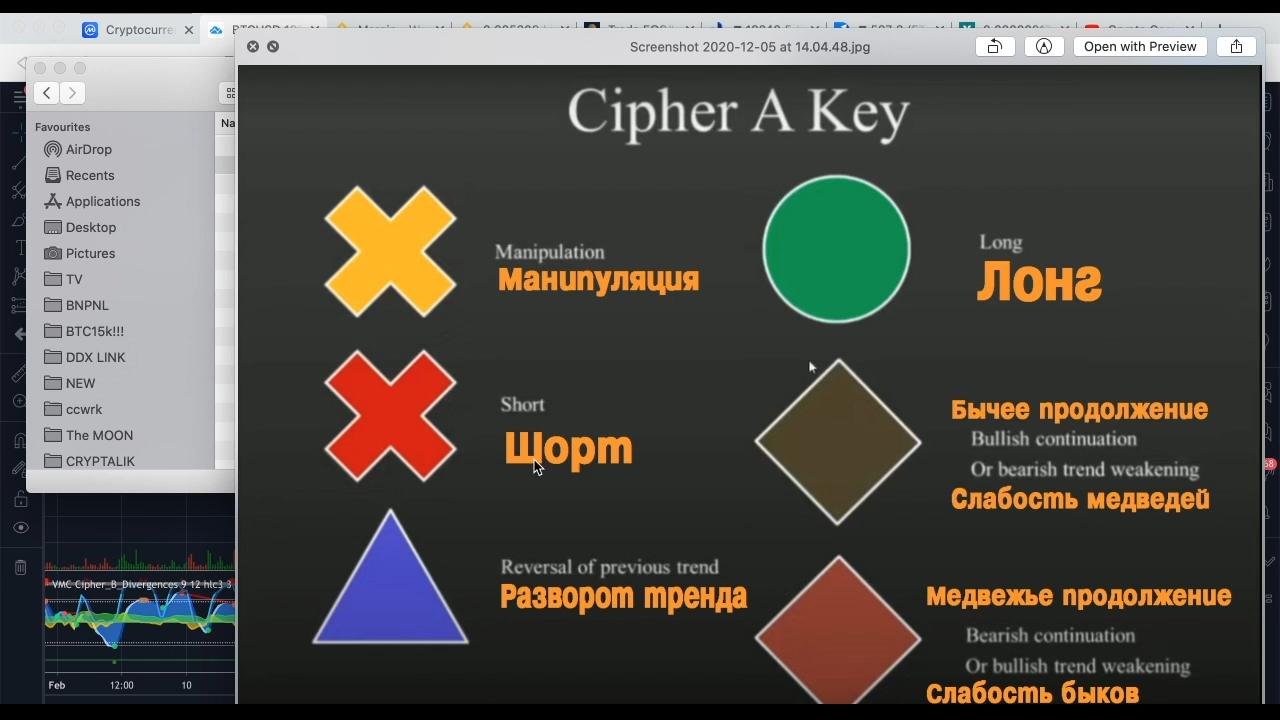 Cryptocurre
Screenshot 2020-12-05 at 14.04.48.jpg
Open with Preview
Favourites
AirDrop
Recents
Applications
Desktop
Pictures
TV
BNPNL
BTC15k!!!
DDX LINK
NEW
ccwrk
The MOON
CRYPTALIK
Na
Cipher A Key
Manipulation
Манипуляция
Long
Лонг
Short
Шорт
Бычее продолжение
Bullish continuation
Or bearish trend weakening
Слабость медведей
Reversal of previous trend
Разворот тренда
Медвежье продолжение
Bearish continuation
Or bullish trend weakening
Слабость быков
VMC Cipher_B_Divergences 9 12 hlc3 3
Feb
12:00
10